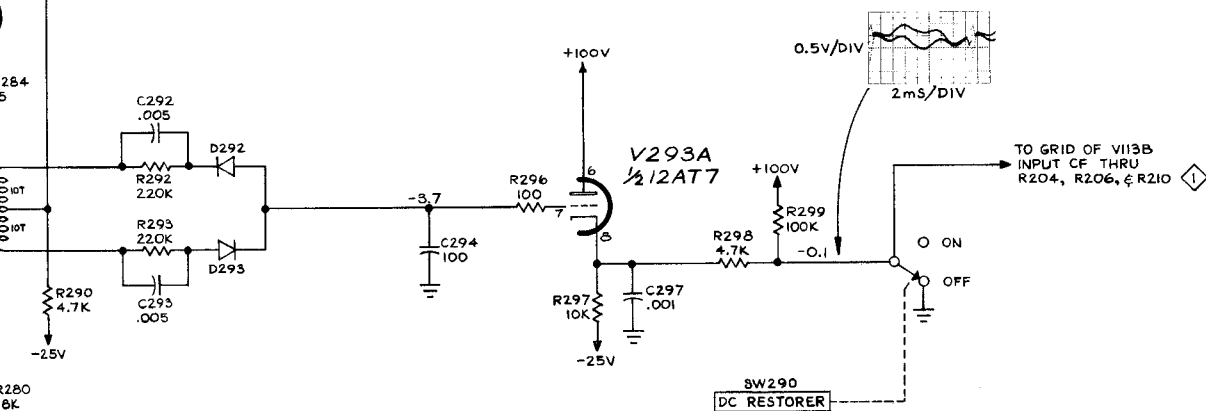 284
5
C292
.005
R292
220K
D292
10T
10T
R293
220K
D293
C293
.005
R290
4.7K
-25V
R280
8K
-3.7
C294
100
R296
100
+100V
6
7
8
V293A
½ 12AT7
R297
10K
-25V
C297
.001
R298
4.7K
+100V
R299
100K
-0.1
0.5V/DIV
2mS/DIV
TO GRID OF V113B
INPUT CF THRU
R204, R206, & R210 1
ON
OFF
SW290
DC RESTORER